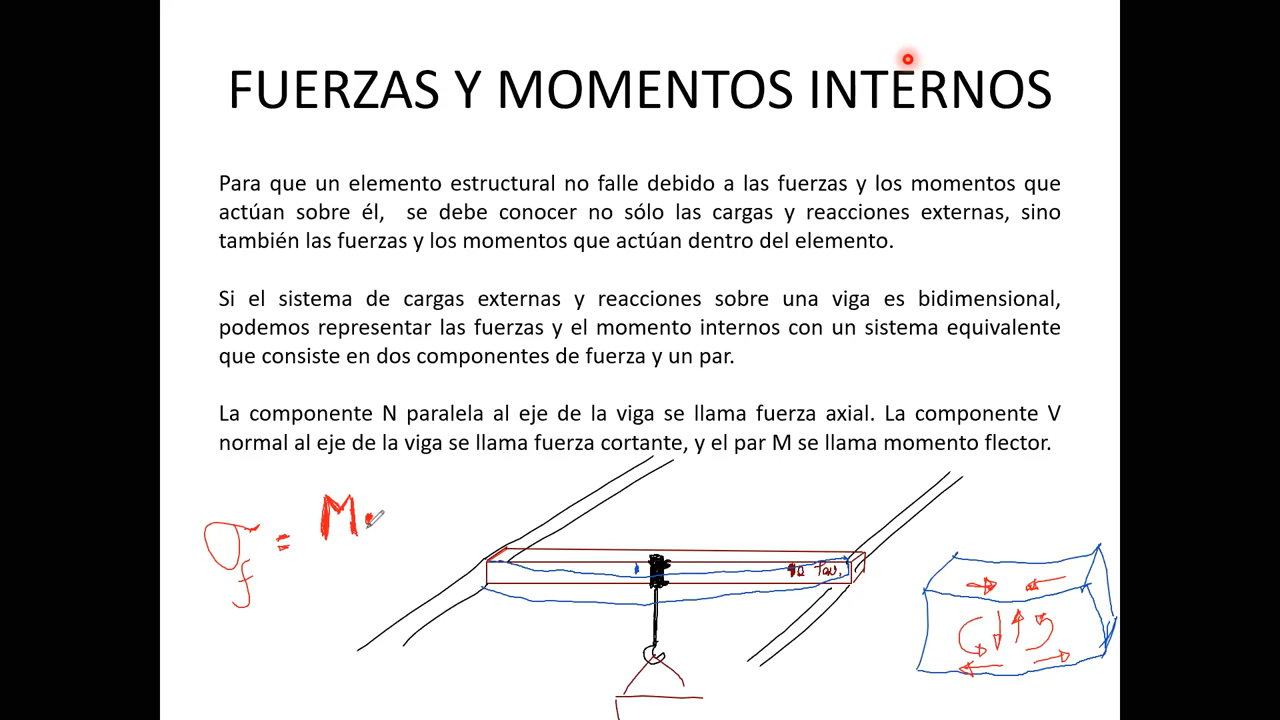 FUERZAS Y MOMENTOS INTERNOS
Para que un elemento estructural no falle debido a las fuerzas y los momentos que
actúan sobre él, se debe conocer no sólo las cargas y reacciones externas, sino
también las fuerzas y los momentos que actúan dentro del elemento.
Si el sistema de cargas externas y reacciones sobre una viga es bidimensional,
podemos representar las fuerzas y el momento internos con un sistema equivalente
que consiste en dos componentes de fuerza y un par.
La componente N paralela al eje de la viga se llama fuerza axial. La componente V
normal al eje de la viga se llama fuerza cortante, y el par M se llama momento flector.
σf = M.